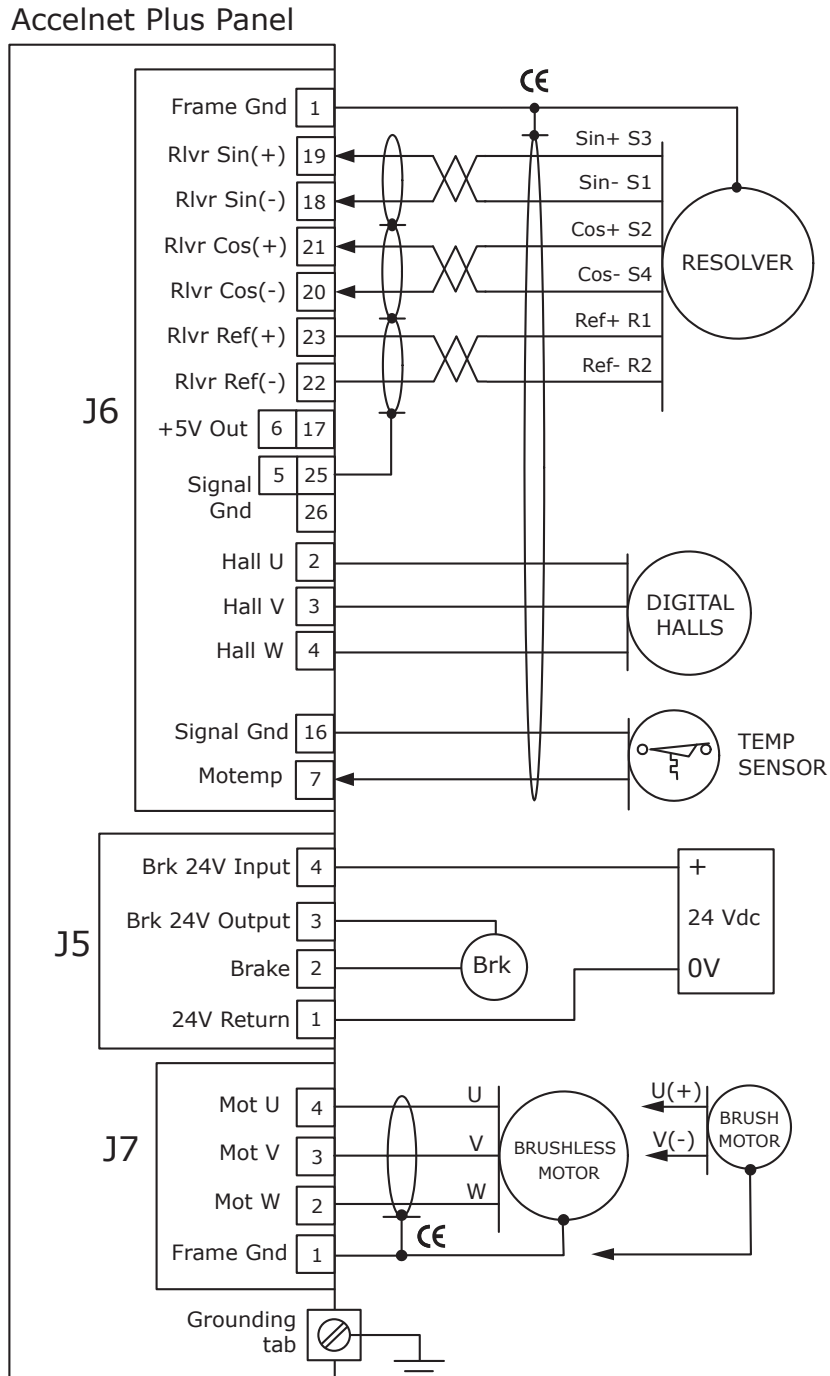 Accelnet Plus Panel
CE
J6
Frame Gnd 1
Rlvr Sin(+) 19 Sin+ S3
Rlvr Sin(-) 18 Sin- S1
Rlvr Cos(+) 21 Cos+ S2
Rlvr Cos(-) 20 Cos- S4
Rlvr Ref(+) 23 Ref+ R1
Rlvr Ref(-) 22 Ref- R2
RESOLVER
+5V Out 6 17
Signal
Gnd
5 25
26
Hall U 2
Hall V 3
Hall W 4
DIGITAL
HALLS
Signal Gnd 16
Motemp 7
TEMP
SENSOR
J5
Brk 24V Input 4
Brk 24V Output 3
Brake 2
24V Return 1
Brk
+
24 Vdc
0V
J7
Mot U 4 U
Mot V 3 V
Mot W 2 W
Frame Gnd 1
CE
BRUSHLESS
MOTOR
U(+)
V(-)
BRUSH
MOTOR
Grounding
tab